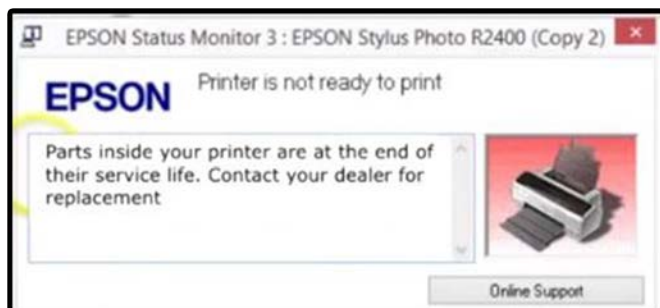 EPSON Status Monitor 3 : EPSON Stylus Photo R2400 (Copy 2)
EPSON
Printer is not ready to print
Parts inside your printer are at the end of
their service life. Contact your dealer for
replacement
Online Support